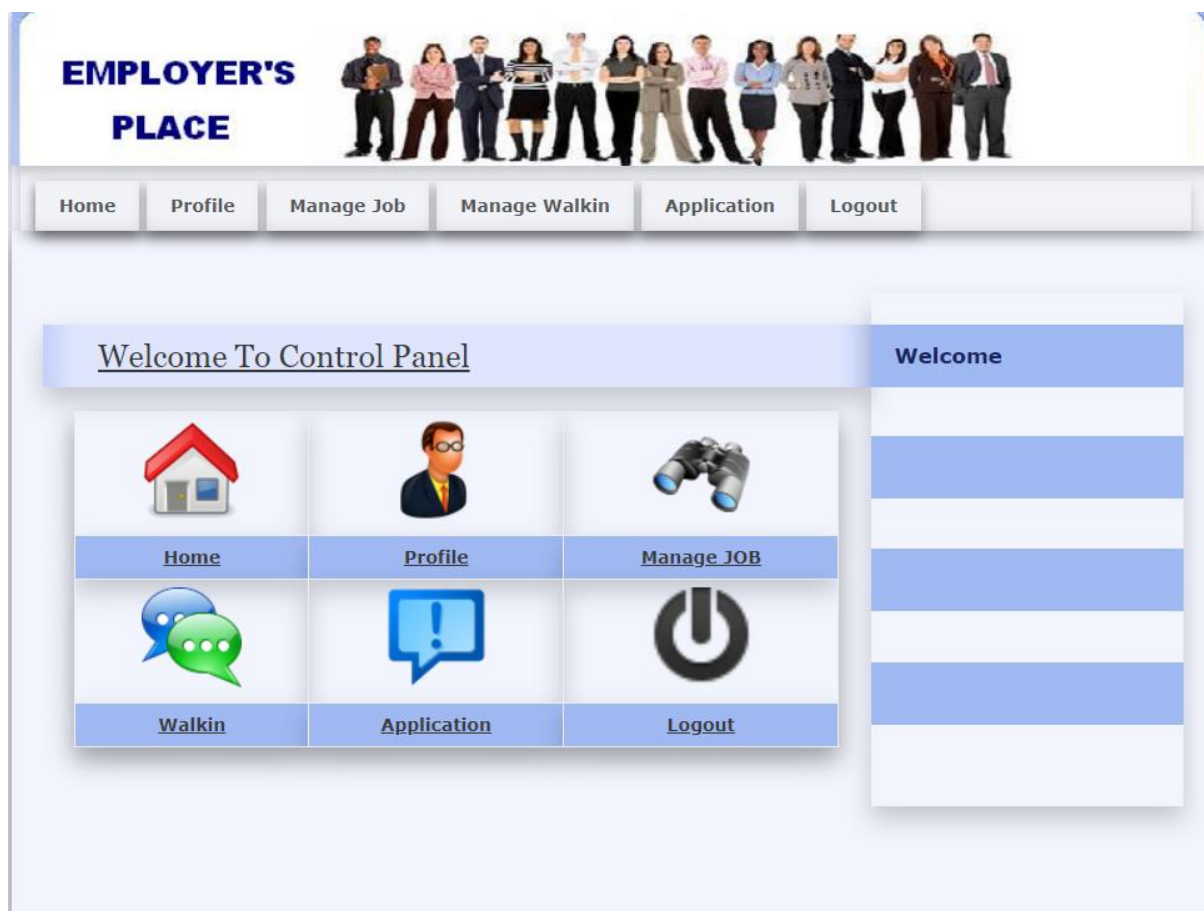 EMPLOYER'S
PLACE
Home Profile Manage Job Manage Walkin Application Logout
Welcome To Control Panel
Welcome
Home Profile Manage JOB
Walkin Application Logout